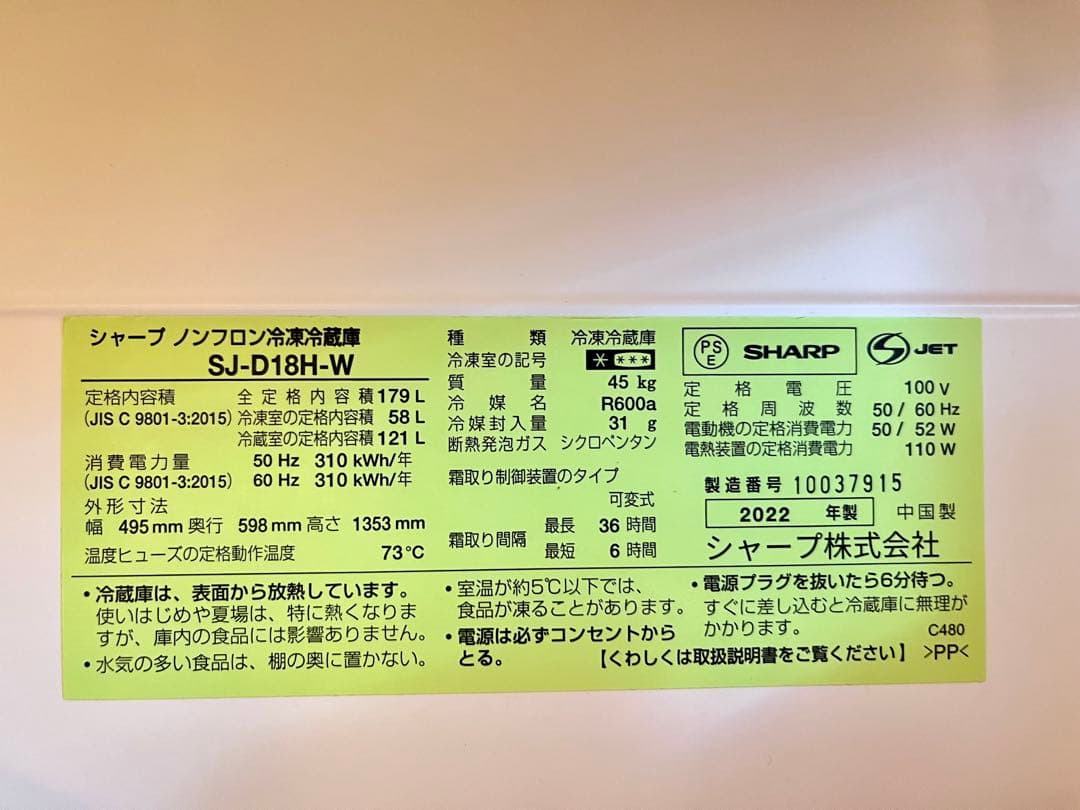 シャープ ノンフロン冷凍冷蔵庫
SJ-D18H-W
定格内容積 全定格内容積 179 L
(JIS C 9801-3:2015) 冷凍室の定格内容積 58 L
冷蔵室の定格内容積 121 L
消費電力量 50 Hz 310 kWh/年
(JIS C 9801-3:2015) 60 Hz 310 kWh/年
外形寸法
幅 495 mm 奥行 598 mm 高さ 1353 mm
温度ヒューズの定格動作温度 73℃
種類 冷凍冷蔵庫
冷凍室の記号 * ***
質量 45 kg
冷媒名 R600a
冷媒封入量 31 g
断熱発泡ガス シクロペンタン
霜取り制御装置のタイプ
可変式
霜取り間隔 最長 36 時間
最短 6 時間
PSE SHARP S JET
定格電圧 100 V
定格周波数 50 / 60 Hz
電動機の定格消費電力 50 / 52 W
電熱装置の定格消費電力 110 W
製造番号 10037915
2022 年製 中国製
シャープ株式会社
・冷蔵庫は、表面から放熱しています。
使いはじめや夏場は、特に熱くなりま
すが、庫内の食品には影響ありません。
・水気の多い食品は、棚の奥に置かない。
・室温が約5℃以下では、
食品が凍ることがあります。
・電源は必ずコンセントから
とる。
・電源プラグを抜いたら6分待つ。
すぐに差し込むと冷蔵庫に無理が
かかります。
C480
【くわしくは取扱説明書をご覧ください】 >PP<